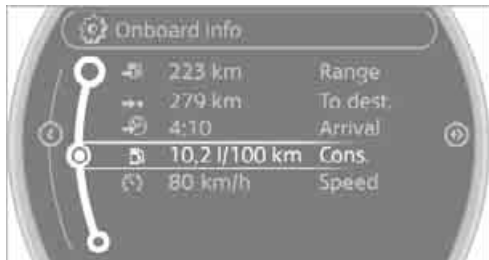 Onboard info
223 km Range
279 km To dest.
4:10 Arrival
10,2 l/100 km Cons.
80 km/h Speed